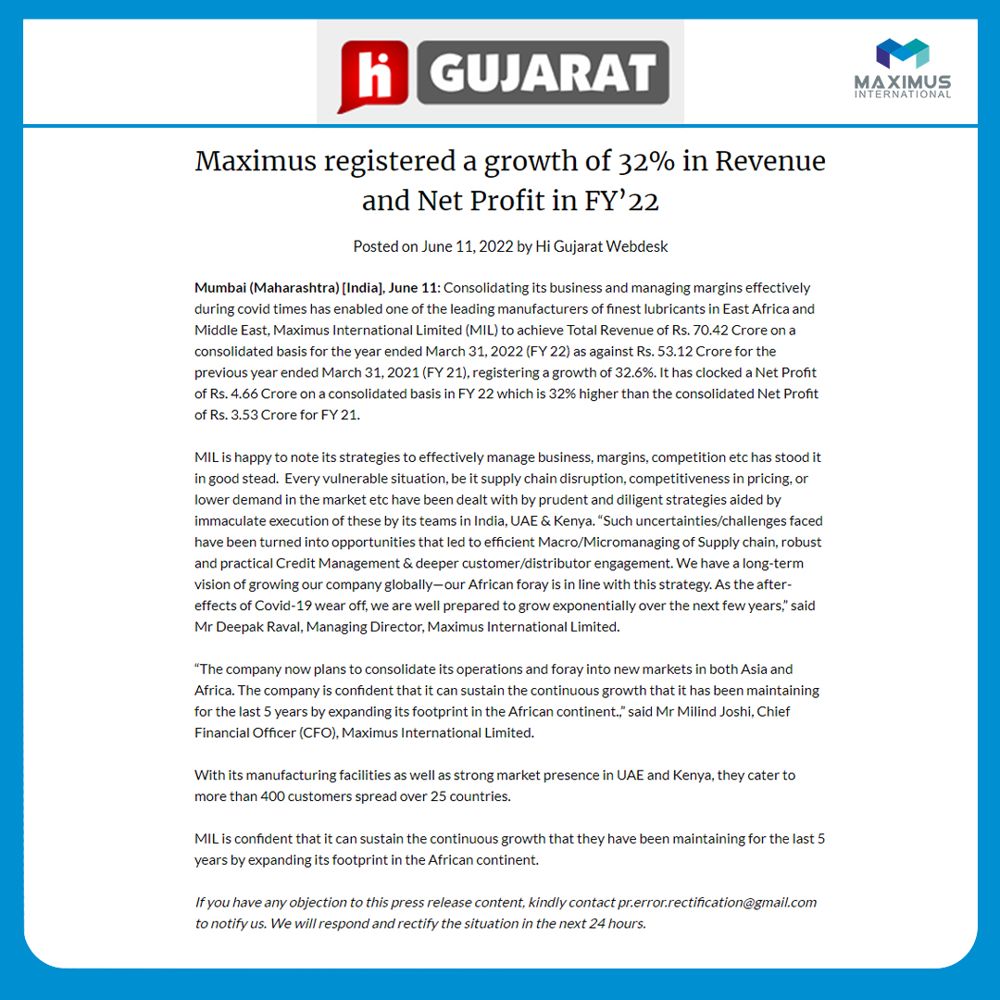 hi GUJARAT
MAXIMUS
INTERNATIONAL
Maximus registered a growth of 32% in Revenue
and Net Profit in FY’22
Posted on June 11, 2022 by Hi Gujarat Webdesk
Mumbai (Maharashtra) [India], June 11: Consolidating its business and managing margins effectively
during covid times has enabled one of the leading manufacturers of finest lubricants in East Africa and
Middle East, Maximus International Limited (MIL) to achieve Total Revenue of Rs. 70.42 Crore on a
consolidated basis for the year ended March 31, 2022 (FY 22) as against Rs. 53.12 Crore for the
previous year ended March 31, 2021 (FY 21), registering a growth of 32.6%. It has clocked a Net Profit
of Rs. 4.66 Crore on a consolidated basis in FY 22 which is 32% higher than the consolidated Net Profit
of Rs. 3.53 Crore for FY 21.
MIL is happy to note its strategies to effectively manage business, margins, competition etc has stood it
in good stead.  Every vulnerable situation, be it supply chain disruption, competitiveness in pricing, or
lower demand in the market etc have been dealt with by prudent and diligent strategies aided by
immaculate execution of these by its teams in India, UAE & Kenya. “Such uncertainties/challenges faced
have been turned into opportunities that led to efficient Macro/Micromanaging of Supply chain, robust
and practical Credit Management & deeper customer/distributor engagement. We have a long-term
vision of growing our company globally—our African foray is in line with this strategy. As the after-
effects of Covid-19 wear off, we are well prepared to grow exponentially over the next few years,” said
Mr Deepak Raval, Managing Director, Maximus International Limited.
“The company now plans to consolidate its operations and foray into new markets in both Asia and
Africa. The company is confident that it can sustain the continuous growth that it has been maintaining
for the last 5 years by expanding its footprint in the African continent.,” said Mr Milind Joshi, Chief
Financial Officer (CFO), Maximus International Limited.
With its manufacturing facilities as well as strong market presence in UAE and Kenya, they cater to
more than 400 customers spread over 25 countries.
MIL is confident that it can sustain the continuous growth that they have been maintaining for the last 5
years by expanding its footprint in the African continent.
If you have any objection to this press release content, kindly contact pr.error.rectification@gmail.com
to notify us. We will respond and rectify the situation in the next 24 hours.